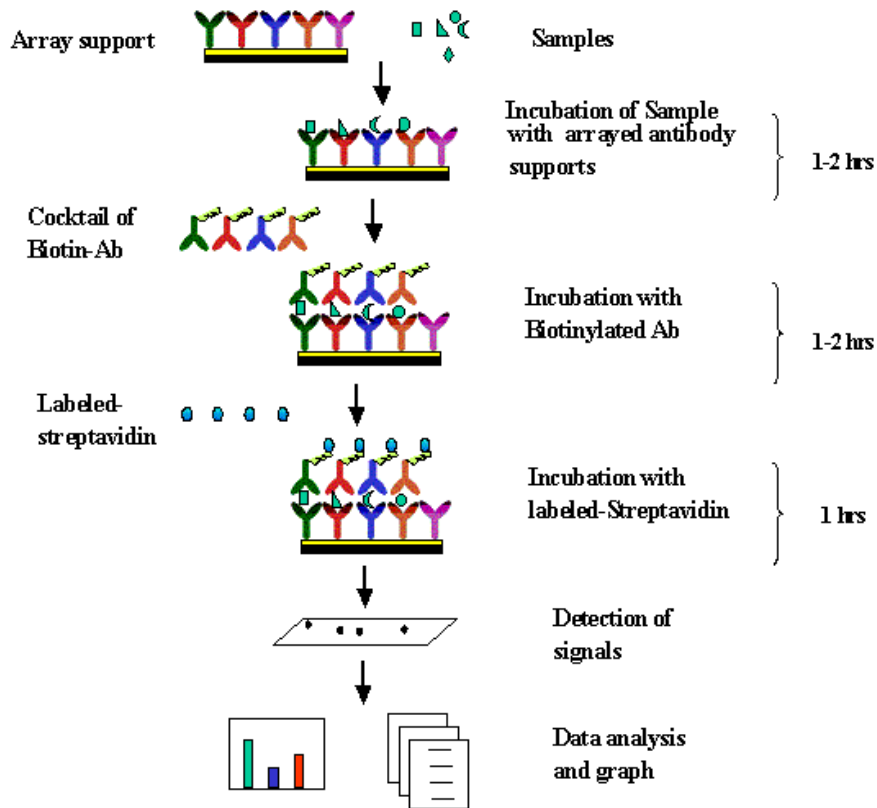 Array support
Samples
Incubation of Sample
with arrayed antibody
supports
1-2 hrs
Cocktail of
Biotin-Ab
Incubation with
Biotinylated Ab
1-2 hrs
Labeled-
streptavidin
Incubation with
labeled-Streptavidin
1 hrs
Detection of
signals
Data analysis
and graph